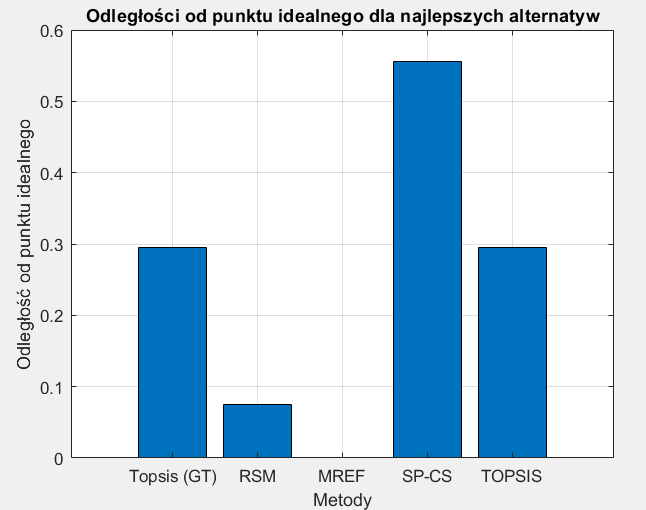 Odległości od punktu idealnego dla najlepszych alternatyw
Odległość od punktu idealnego
0.6
0.5
0.4
0.3
0.2
0.1
0
Topsis (GT) RSM MREF SP-CS TOPSIS
Metody